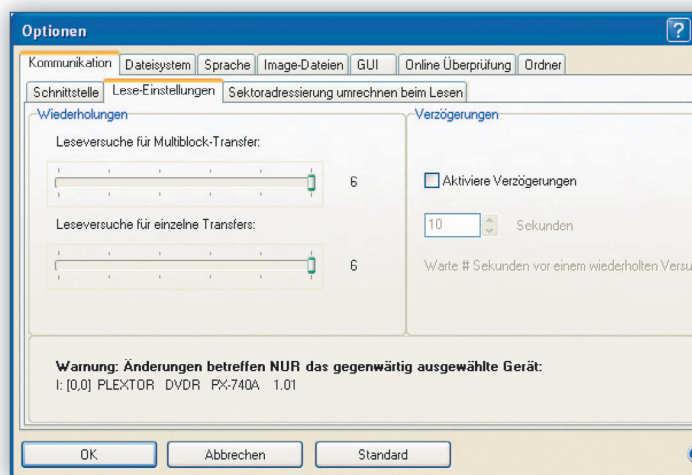 Optionen
Kommunikation Dateisystem Sprache Image-Dateien GUI Online Überprüfung Ordner
Schnittstelle Lese-Einstellungen Sektoradressierung umrechnen beim Lesen
Wiederholungen
Leseversuche für Multiblock-Transfer:
6
Leseversuche für einzelne Transfers:
6
Verzögerungen
Aktiviere Verzögerungen
10 Sekunden
Warte # Sekunden vor einem wiederholten Versu
Warnung: Änderungen betreffen NUR das gegenwärtig ausgewählte Gerät:
I: [0,0] PLEXTOR DVDR PX-740A 1.01
OK Abbrechen Standard